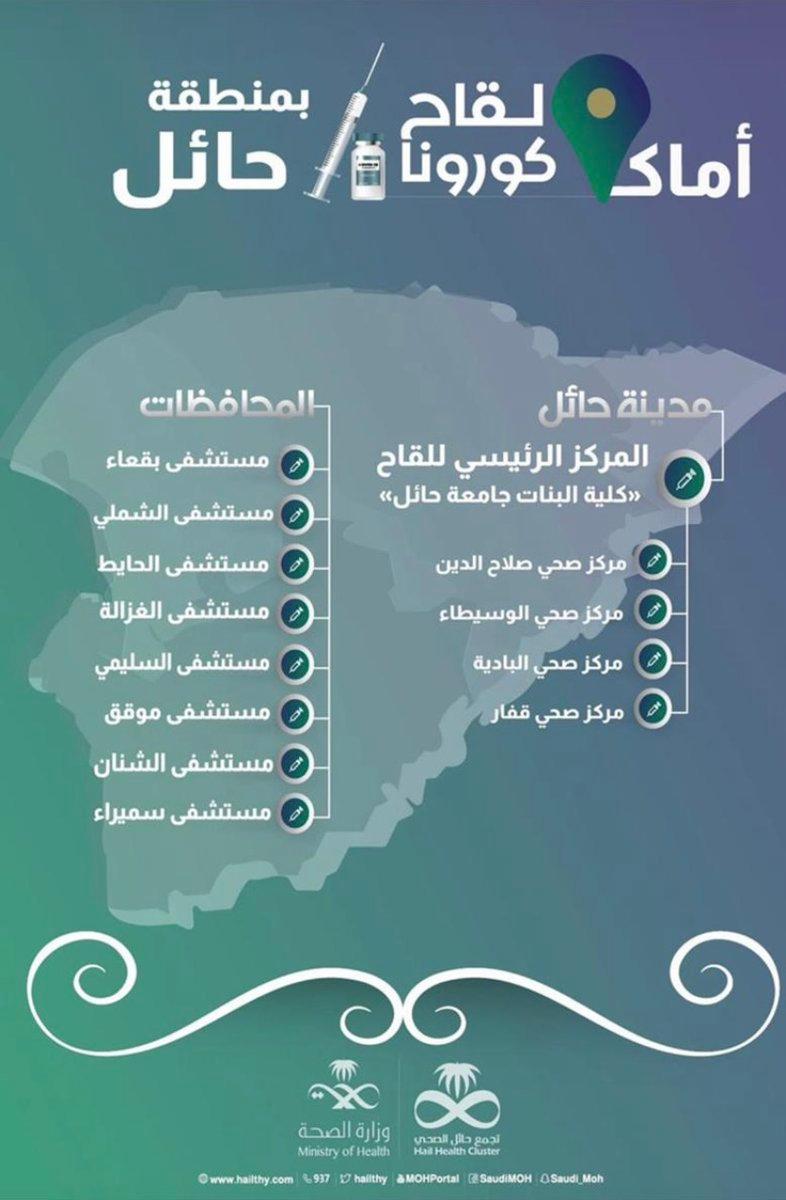 أماكن
لقاح
كورونا
بمنطقة
حائل
مدينة حائل
المركز الرئيسي للقاح
«كلية البنات جامعة حائل»
مركز صحي صلاح الدين
مركز صحي الوسيطاء
مركز صحي البادية
مركز صحي قفار
المحافظات
مستشفى بقعاء
مستشفى الشملي
مستشفى الحايط
مستشفى الغزالة
مستشفى السليمي
مستشفى موقق
مستشفى الشنان
مستشفى سميراء
تجمع حائل الصحي
Hail Health Cluster
وزارة الصحة
Ministry of Health
www.hailthy.com 937 hailthy MOHPortal SaudiMOH Saudi_Moh